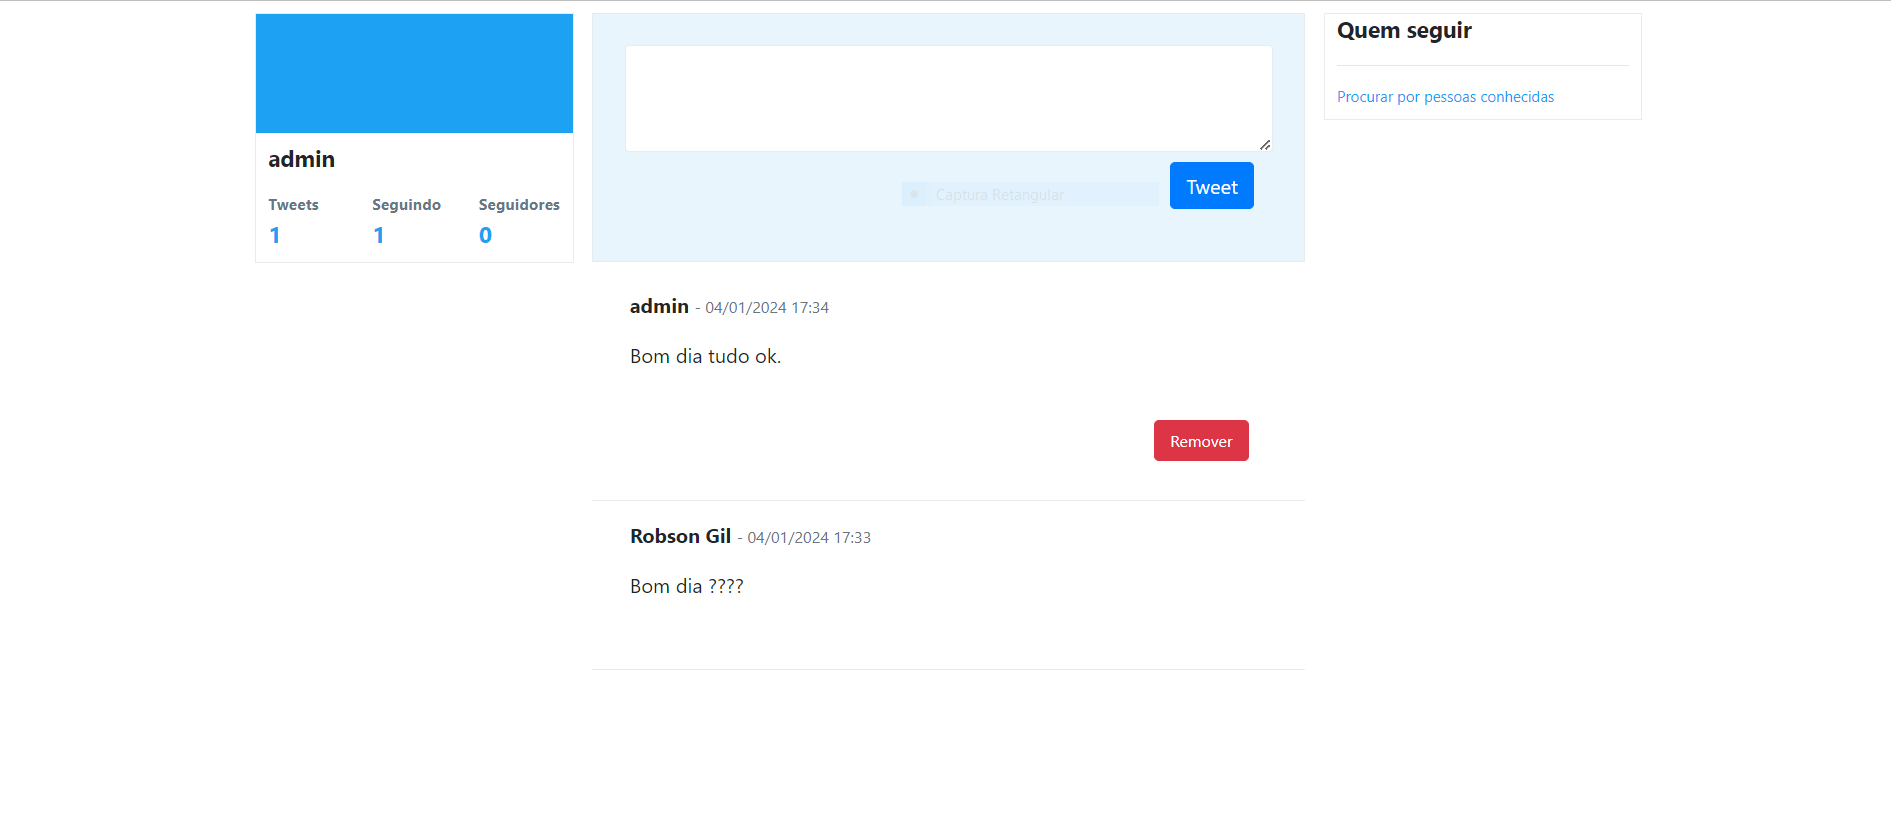 admin
Tweets Seguindo Seguidores
1 1 0
Tweet
Captura Retangular
admin - 04/01/2024 17:34
Bom dia tudo ok.
Remover
Robson Gil - 04/01/2024 17:33
Bom dia ????
Quem seguir
Procurar por pessoas conhecidas